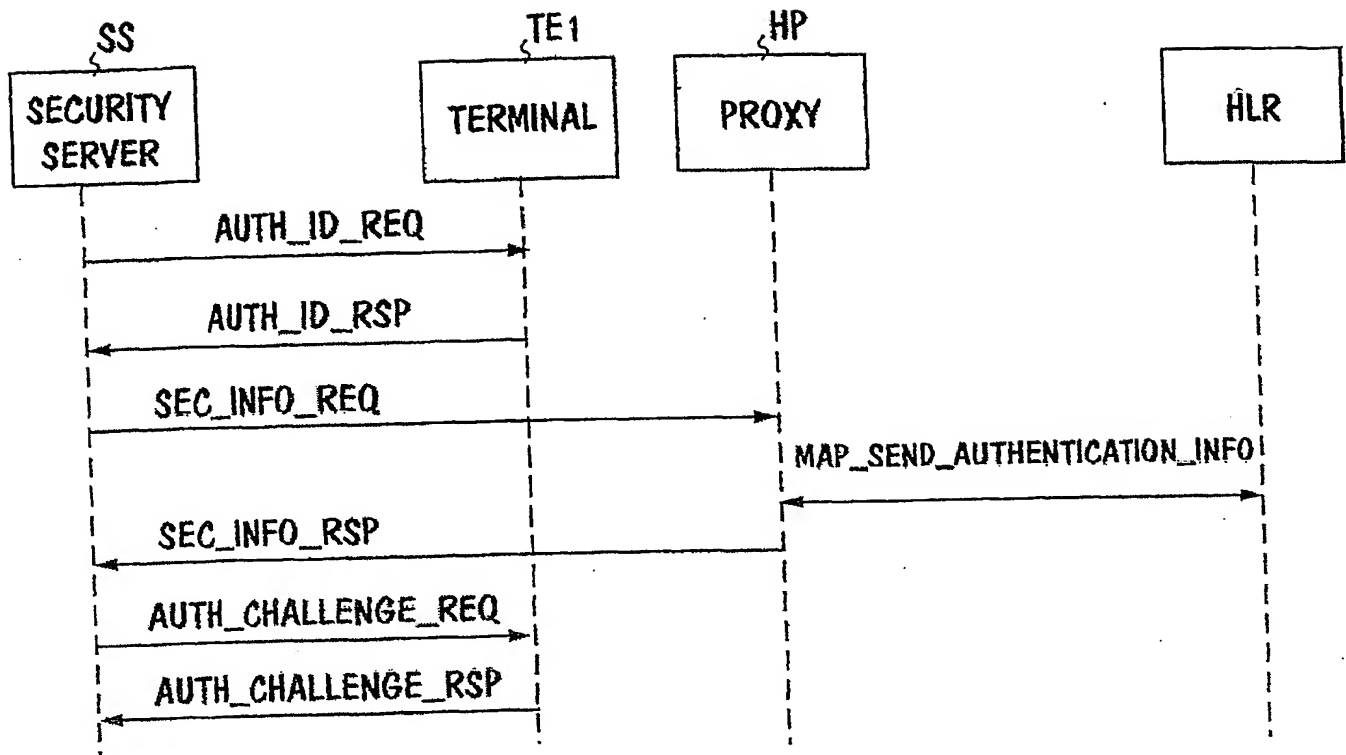 SS
TE1
HP
SECURITY
SERVER
TERMINAL
PROXY
HLR
AUTH_ID_REQ
AUTH_ID_RSP
SEC_INFO_REQ
MAP_SEND_AUTHENTICATION_INFO
SEC_INFO_RSP
AUTH_CHALLENGE_REQ
AUTH_CHALLENGE_RSP